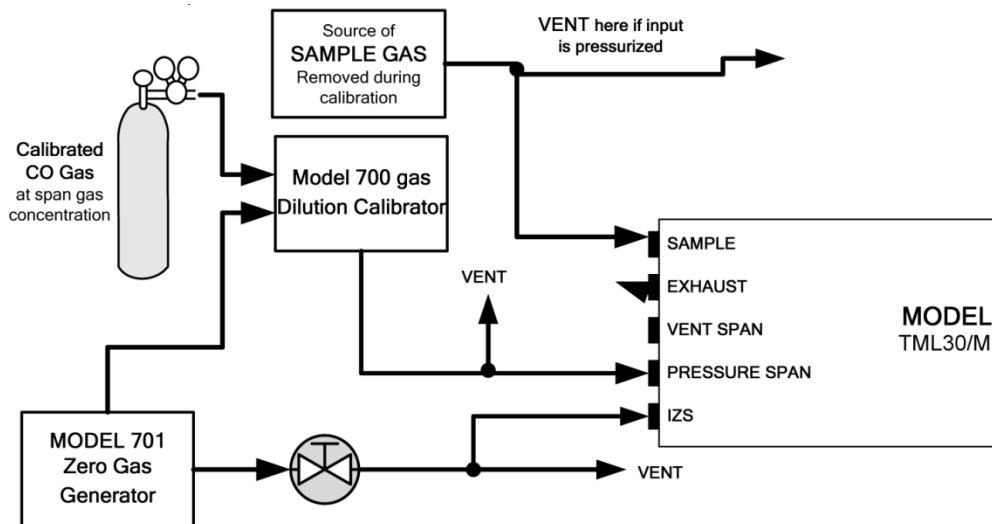 Source of
SAMPLE GAS
Removed during
calibration
VENT here if input
is pressurized
Calibrated
CO Gas
at span gas
concentration
Model 700 gas
Dilution Calibrator
VENT
SAMPLE
EXHAUST
VENT SPAN
PRESSURE SPAN
IZS
MODEL
TML30/M
MODEL 701
Zero Gas
Generator
VENT